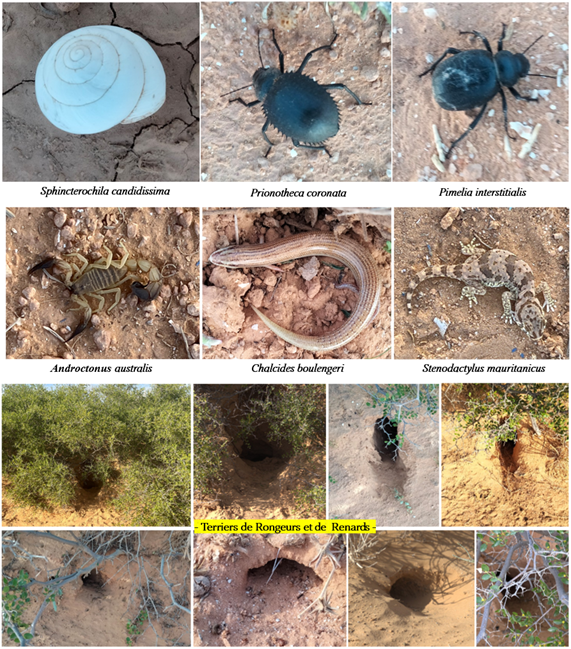 Sphincterochila candidissima
Prionotheca coronata
Pimelia interstitialis
Androctonus australis
Chalcides boulengeri
Stenodactylus mauritanicus
- Terriers de Rongeurs et de Renards -